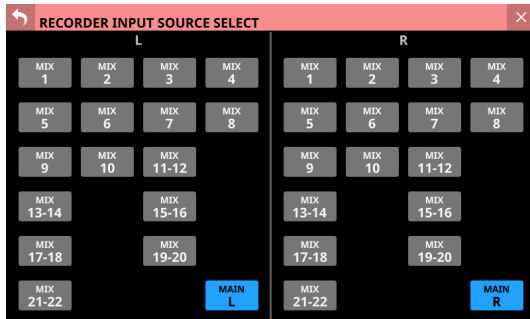 RECORDER INPUT SOURCE SELECT
L
R
MIX 1 MIX 2 MIX 3 MIX 4 MIX 1 MIX 2 MIX 3 MIX 4
MIX 5 MIX 6 MIX 7 MIX 8 MIX 5 MIX 6 MIX 7 MIX 8
MIX 9 MIX 10 MIX 11-12 MIX 9 MIX 10 MIX 11-12
MIX 13-14 MIX 15-16 MIX 13-14 MIX 15-16
MIX 17-18 MIX 19-20 MIX 17-18 MIX 19-20
MIX 21-22 MAIN L MIX 21-22 MAIN R